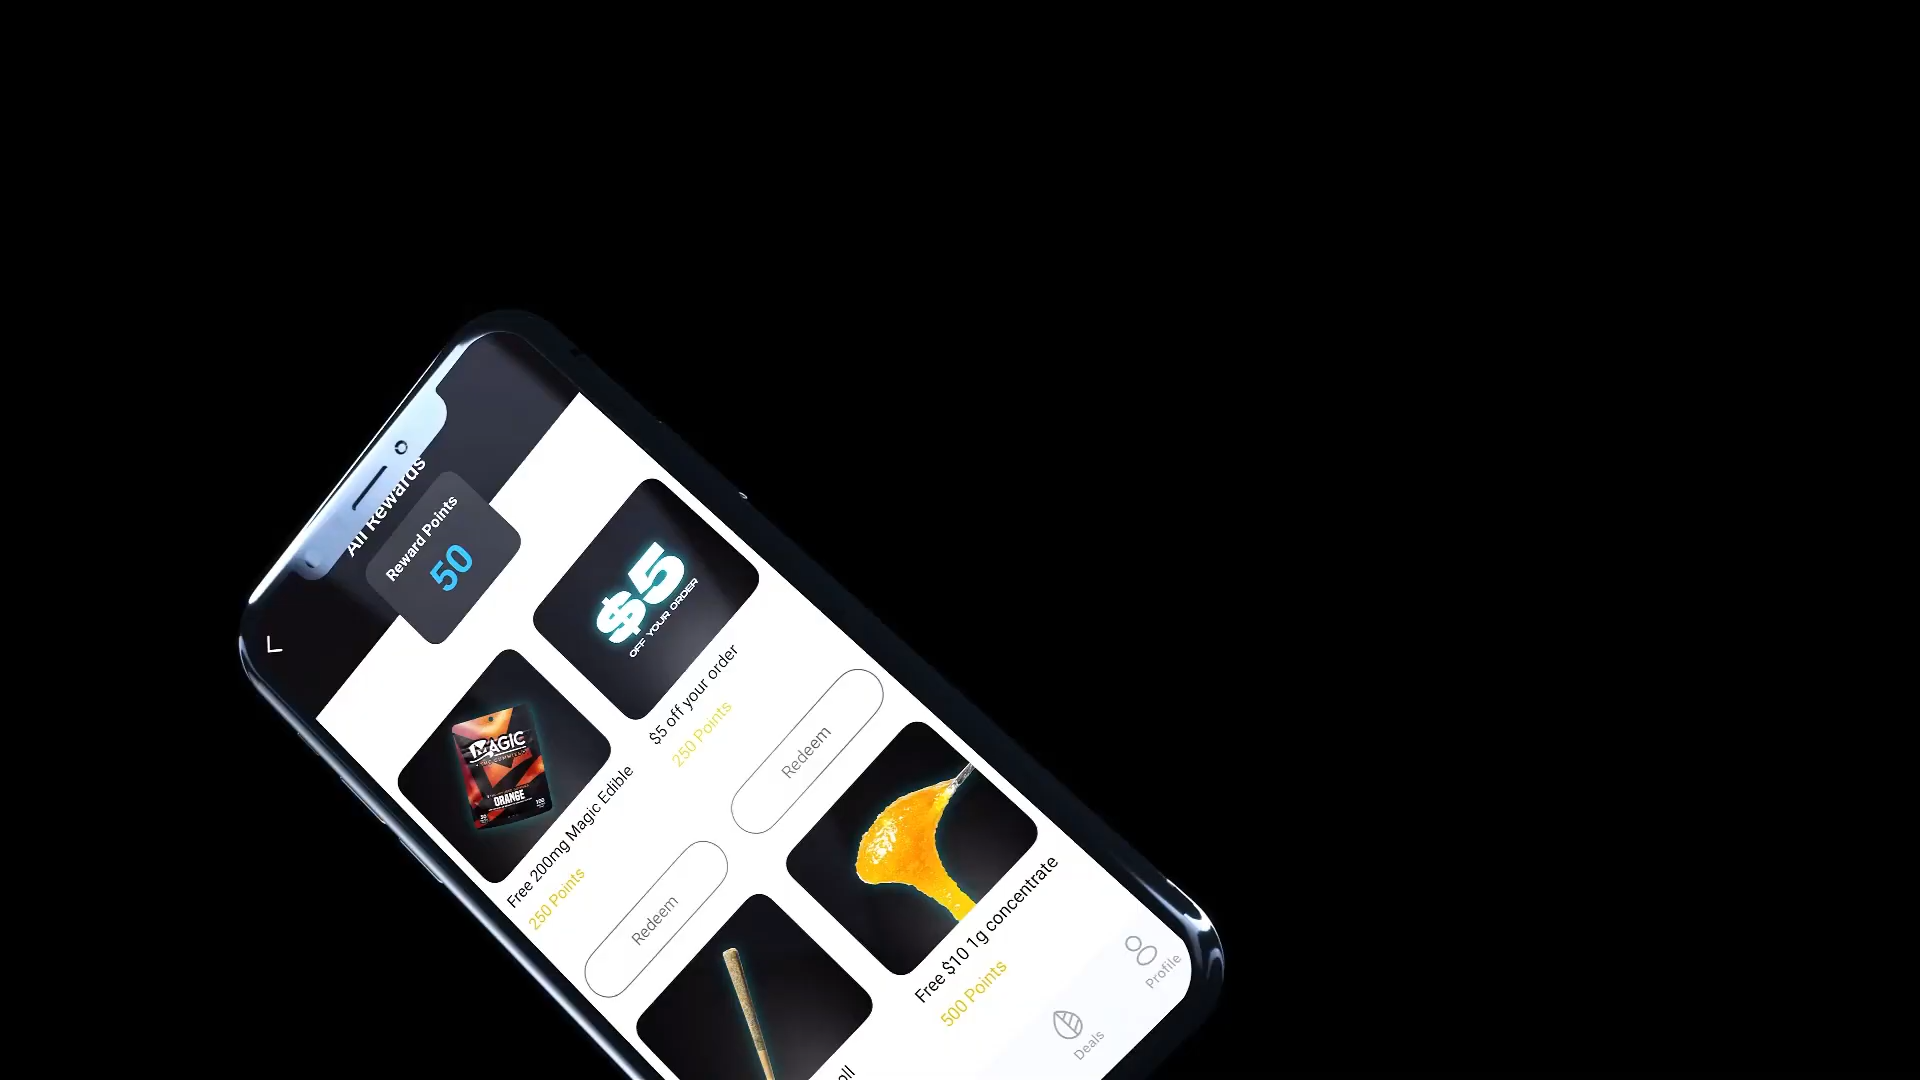 All Rewards
Reward Points
50
$5
OFF YOUR ORDER
MAGIC
ORANGE
Free 200mg Magic Edible
250 Points
Redeem
$5 off your order
250 Points
Redeem
Free $10 1g concentrate
500 Points
Deals
Profile